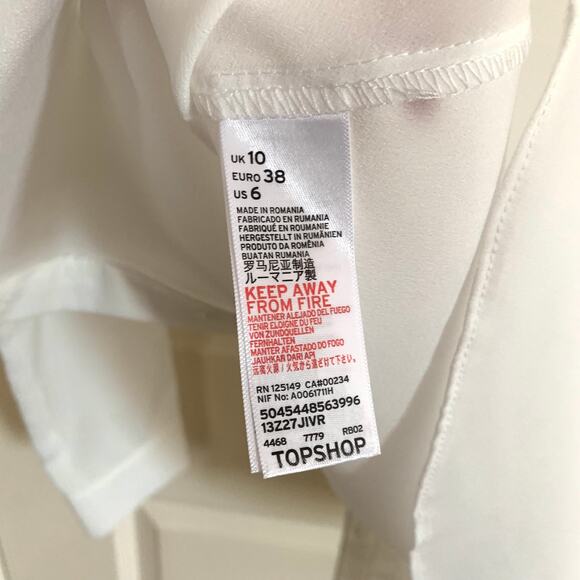 UK 10
EURO 38
US 6
MADE IN ROMANIA
FABRICADO EN RUMANIA
FABRIQUÉ EN ROUMANIE
HERGESTELLT IN RUMÄNIEN
PRODUTO DA ROMÊNIA
BUATAN RUMANIA
罗马尼亚制造
ルーマニア製
KEEP AWAY
FROM FIRE
MANTENER ALEJADO DEL FUEGO
TENIR ELOIGNE DU FEU
VON ZUNDQUELLEN
FERNHALTEN
MANTER AFASTADO DO FOGO
JAUHKAR DARI API
远离火源 / 火気から遠ざけて下さい。
RN 125149 CA#00234
NIF No: A0061711H
5045448563996
13Z27JIVR
4468 7779 RB02
TOPSHOP